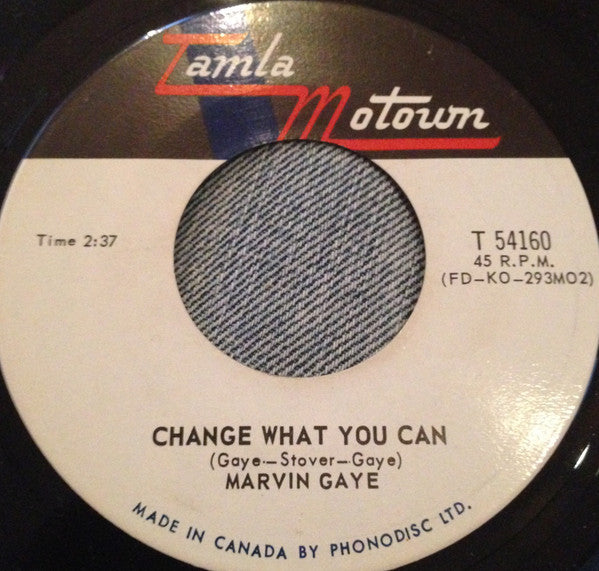 Tamla
Motown
Time 2:37
T 54160
45 R.P.M.
(FD-KO-293MO2)
CHANGE WHAT YOU CAN
(Gaye-Stover-Gaye)
MARVIN GAYE
MADE IN CANADA BY PHONODISC LTD.